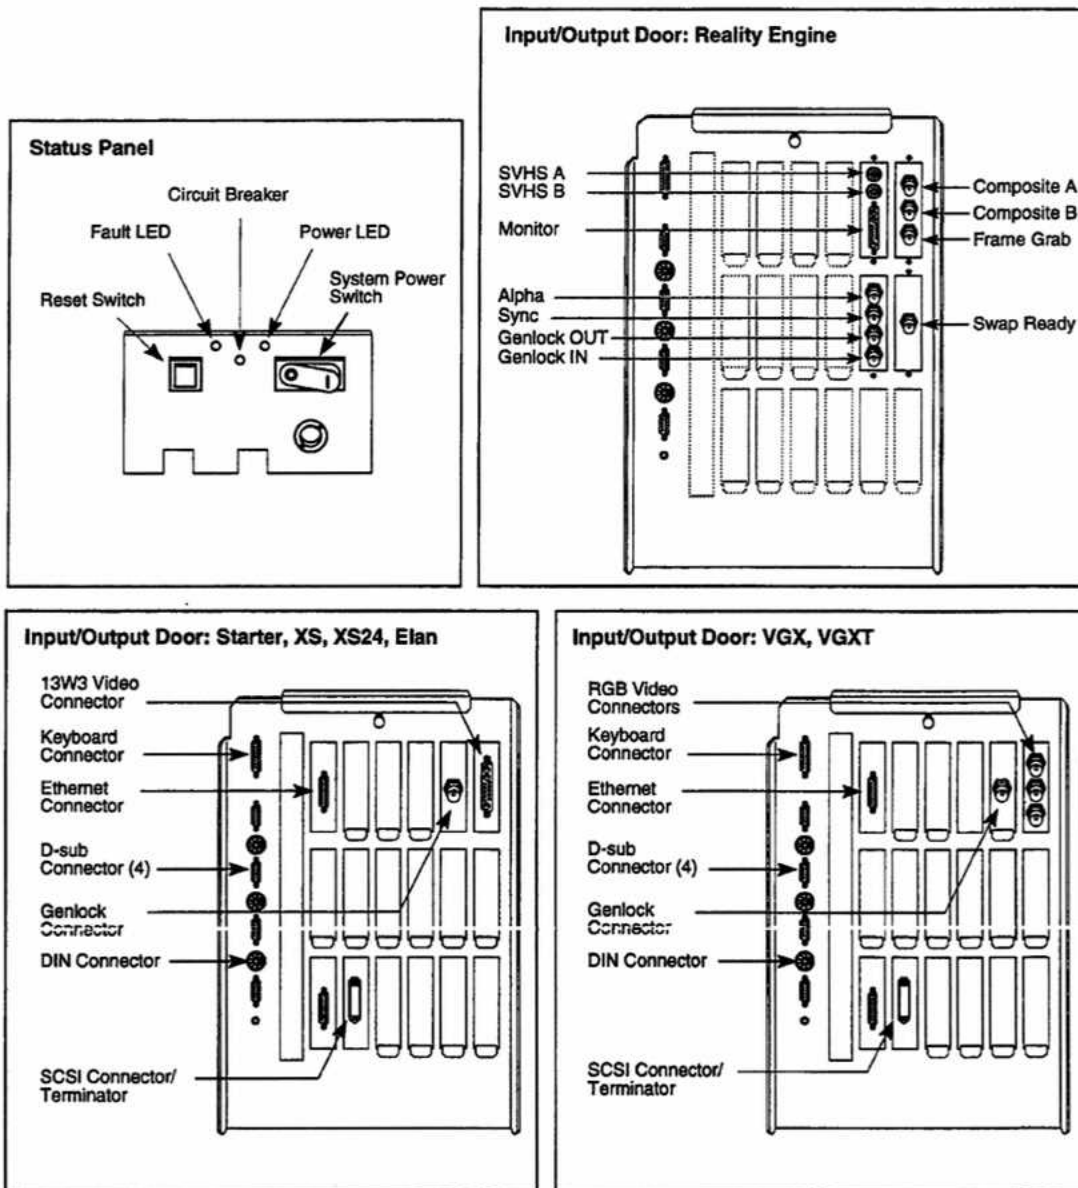 Status Panel
Circuit Breaker
Fault LED
Power LED
Reset Switch
System Power
Switch
Input/Output Door: Reality Engine
SVHS A
SVHS B
Monitor
Alpha
Sync
Genlock OUT
Genlock IN
Composite A
Composite B
Frame Grab
Swap Ready
Input/Output Door: Starter, XS, XS24, Elan
13W3 Video
Connector
Keyboard
Connector
Ethernet
Connector
D-sub
Connector (4)
Genlock
Connector
DIN Connector
SCSI Connector/
Terminator
Input/Output Door: VGX, VGXT
RGB Video
Connectors
Keyboard
Connector
Ethernet
Connector
D-sub
Connector (4)
Genlock
Connector
DIN Connector
SCSI Connector/
Terminator